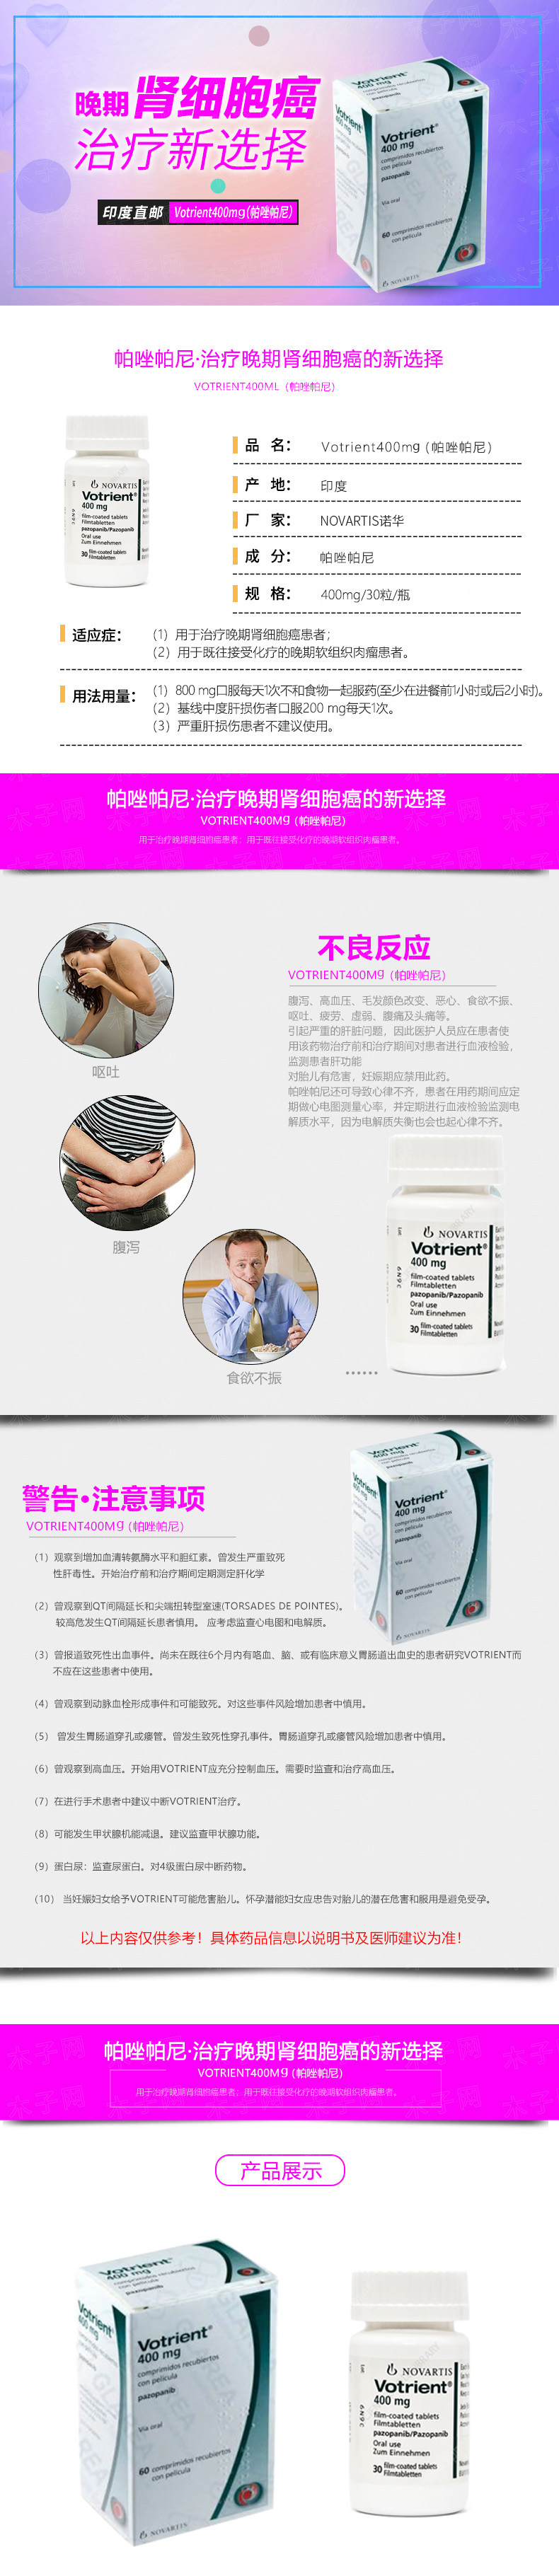 晚期肾细胞癌
治疗新选择
印度直邮 Votrient400mg(帕唑帕尼)
Votrient®
400 mg
comprimidos recubiertos
con película
pazopanib
Vía oral
60 comprimidos recubiertos
con película
NOVARTIS
帕唑帕尼·治疗晚期肾细胞癌的新选择
VOTRIENT400ML（帕唑帕尼）
NOVARTIS
Votrient®
400 mg
film-coated tablets
Filmtabletten
pazopanib/Pazopanib
Oral use
Zum Einnehmen
30 film-coated tablets
Filmtabletten
品 名： Votrient400mg（帕唑帕尼）
产 地： 印度
厂 家： NOVARTIS诺华
成 分： 帕唑帕尼
规 格： 400mg/30粒/瓶
适应症： （1）用于治疗晚期肾细胞癌患者；
（2）用于既往接受化疗的晚期软组织肉瘤患者。
用法用量： （1）800 mg口服每天1次不和食物一起服药(至少在进餐前1小时或后2小时)。
（2）基线中度肝损伤者口服200 mg每天1次。
（3）严重肝损伤患者不建议使用。
帕唑帕尼·治疗晚期肾细胞癌的新选择
VOTRIENT400Mg（帕唑帕尼）
用于治疗晚期肾细胞癌患者；用于既往接受化疗的晚期软组织肉瘤患者。
不良反应
VOTRIENT400Mg（帕唑帕尼）
腹泻、高血压、毛发颜色改变、恶心、食欲不振、
呕吐、疲劳、虚弱、腹痛及头痛等。
引起严重的肝脏问题，因此医护人员应在患者使
用该药物治疗前和治疗期间对患者进行血液检验，
监测患者肝功能
对胎儿有危害，妊娠期应禁用此药。
帕唑帕尼还可导致心律不齐，患者在用药期间应定
期做心电图测量心率，并定期进行血液检验监测电
解质水平，因为电解质失衡也会也起心律不齐。
呕吐
腹泻
食欲不振
......
NOVARTIS
Votrient®
400 mg
film-coated tablets
Filmtabletten
pazopanib/Pazopanib
Oral use
Zum Einnehmen
30 film-coated tablets
Filmtabletten
警告·注意事项
VOTRIENT400Mg（帕唑帕尼）
Votrient®
400 mg
comprimidos recubiertos
con película
pazopanib
Vía oral
60 comprimidos recubiertos
con película
NOVARTIS
（1）观察到增加血清转氨酶水平和胆红素。曾发生严重致死
性肝毒性。开始治疗前和治疗期间定期测定肝化学
（2）曾观察到QT间隔延长和尖端扭转型室速(TORSADES DE POINTES)。
较高危发生QT间隔延长患者慎用。 应考虑监查心电图和电解质。
（3）曾报道致死性出血事件。尚未在既往6个月内有咯血、脑、或有临床意义胃肠道出血史的患者研究VOTRIENT而
不应在这些患者中使用。
（4）曾观察到动脉血栓形成事件和可能致死。对这些事件风险增加患者中慎用。
（5） 曾发生胃肠道穿孔或瘘管。曾发生致死性穿孔事件。胃肠道穿孔或瘘管风险增加患者中慎用。
（6）曾观察到高血压。开始用VOTRIENT应充分控制血压。需要时监查和治疗高血压。
（7）在进行手术患者中建议中断VOTRIENT治疗。
（8）可能发生甲状腺机能减退。建议监查甲状腺功能。
（9）蛋白尿：监查尿蛋白。对4级蛋白尿中断药物。
（10） 当妊娠妇女给予VOTRIENT可能危害胎儿。怀孕潜能妇女应忠告对胎儿的潜在危害和服用是避免受孕。
以上内容仅供参考！具体药品信息以说明书及医师建议为准！
帕唑帕尼·治疗晚期肾细胞癌的新选择
VOTRIENT400Mg（帕唑帕尼）
用于治疗晚期肾细胞癌患者；用于既往接受化疗的晚期软组织肉瘤患者。
产品展示
Votrient®
400 mg
comprimidos recubiertos
con película
pazopanib
Vía oral
60 comprimidos recubiertos
con película
NOVARTIS
NOVARTIS
Votrient®
400 mg
film-coated tablets
Filmtabletten
pazopanib/Pazopanib
Oral use
Zum Einnehmen
30 film-coated tablets
Filmtabletten